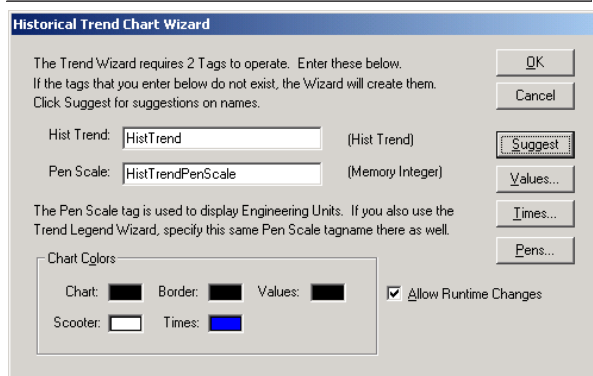 Historical Trend Chart Wizard
The Trend Wizard requires 2 Tags to operate. Enter these below.
If the tags that you enter below do not exist, the Wizard will create them.
Click Suggest for suggestions on names.
OK
Cancel
Hist Trend: HistTrend (Hist Trend)
Suggest
Pen Scale: HistTrendPenScale (Memory Integer)
Values...
The Pen Scale tag is used to display Engineering Units. If you also use the
Trend Legend Wizard, specify this same Pen Scale tagname there as well.
Times...
Pens...
Chart Colors
Chart: Border: Values:
Allow Runtime Changes
Scooter: Times: